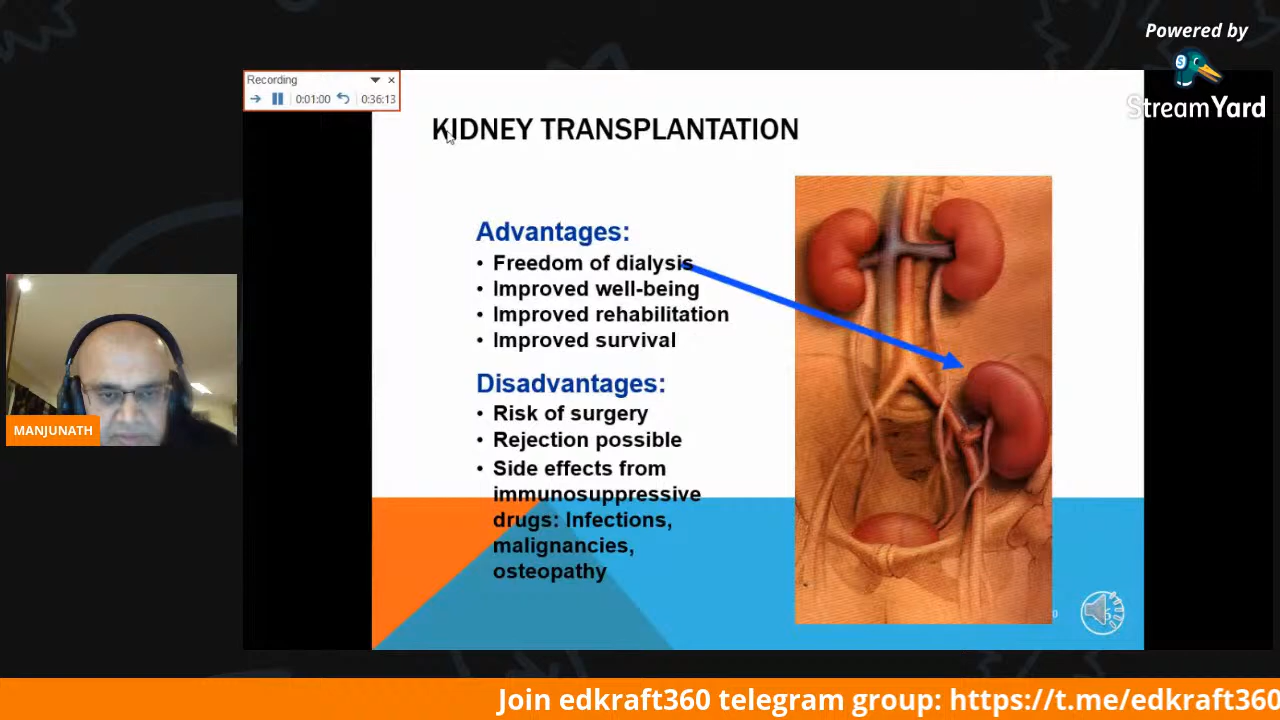 Powered by
StreamYard
Recording
0:01:00
0:36:13
KIDNEY TRANSPLANTATION
Advantages:
• Freedom of dialysis
• Improved well-being
• Improved rehabilitation
• Improved survival
Disadvantages:
• Risk of surgery
• Rejection possible
• Side effects from
immunosuppressive
drugs: Infections,
malignancies,
osteopathy
MANJUNATH
Join edkraft360 telegram group: https://t.me/edkraft360